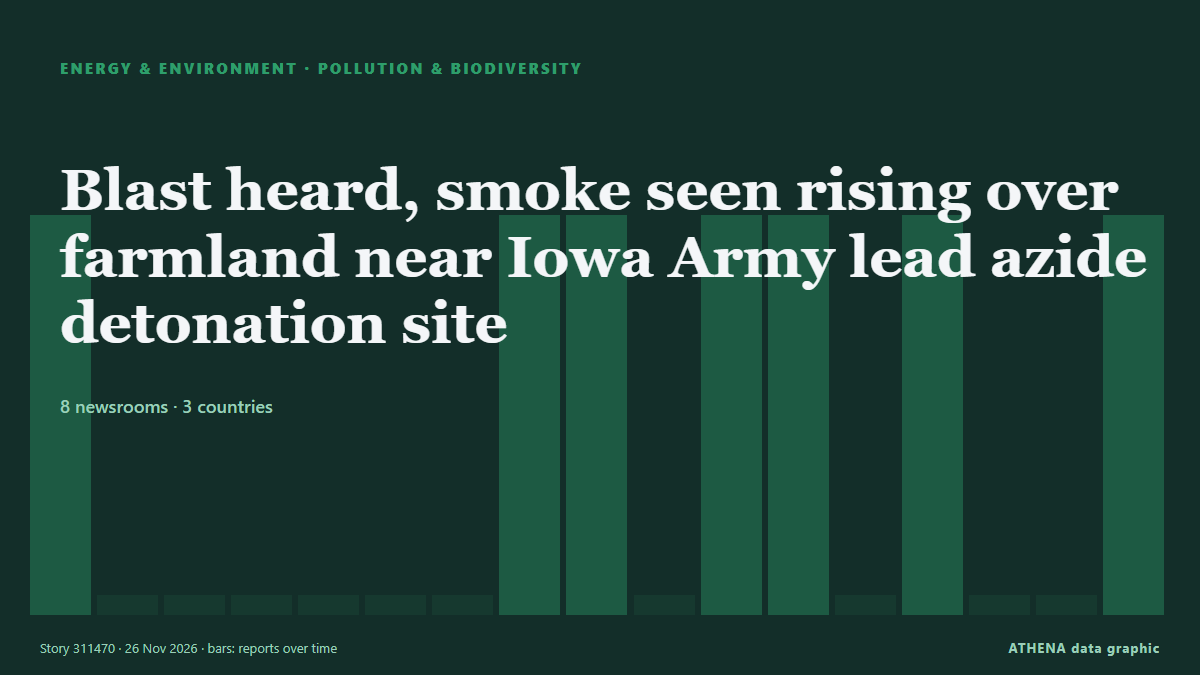 ENERGY & ENVIRONMENT · POLLUTION & BIODIVERSITY
Blast heard, smoke seen rising over
farmland near Iowa Army lead azide
detonation site
8 newsrooms · 3 countries
Story 311470 · 26 Nov 2026 · bars: reports over time
ATHENA data graphic